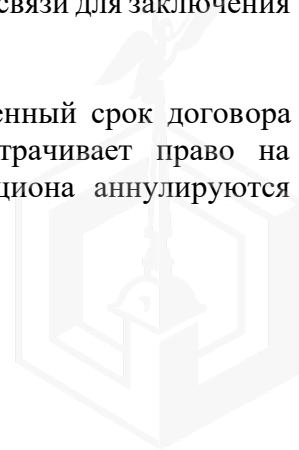 связи для заключения
енный срок договора
трачивает право на
циона аннулируются